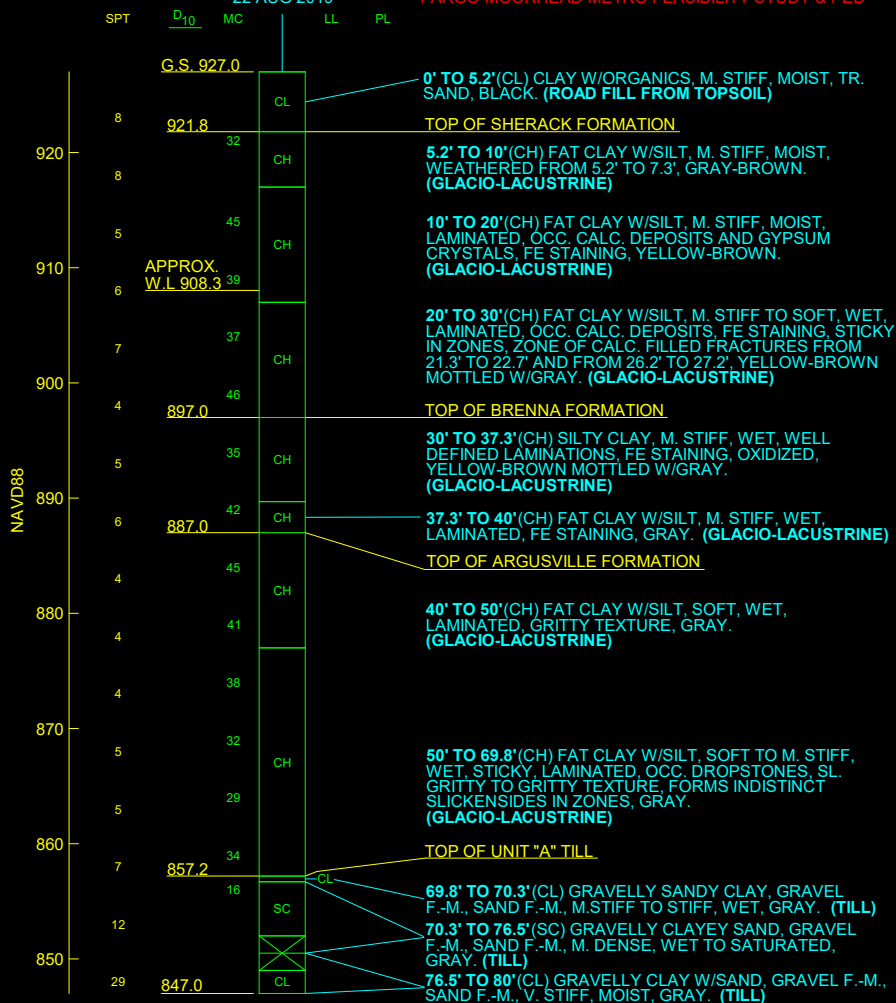 22 AUG 2010
FARGO-MOORHEAD METRO FEASIBILITY STUDY & PED
SPT D10 MC LL PL
G.S. 927.0
CL
0' TO 5.2'(CL) CLAY W/ORGANICS, M. STIFF, MOIST, TR.
SAND, BLACK. (ROAD FILL FROM TOPSOIL)
8
921.8
TOP OF SHERACK FORMATION
32
920
CH
5.2' TO 10'(CH) FAT CLAY W/SILT, M. STIFF, MOIST,
WEATHERED FROM 5.2' TO 7.3', GRAY-BROWN.
(GLACIO-LACUSTRINE)
8
45
5
CH
10' TO 20'(CH) FAT CLAY W/SILT, M. STIFF, MOIST,
LAMINATED, OCC. CALC. DEPOSITS AND GYPSUM
CRYSTALS, FE STAINING, YELLOW-BROWN.
(GLACIO-LACUSTRINE)
910
APPROX.
W.L 908.3
39
6
20' TO 30'(CH) FAT CLAY W/SILT, M. STIFF TO SOFT, WET,
LAMINATED, OCC. CALC. DEPOSITS, FE STAINING, STICKY
IN ZONES, ZONE OF CALC. FILLED FRACTURES FROM
21.3' TO 22.7' AND FROM 26.2' TO 27.2', YELLOW-BROWN
MOTTLED W/GRAY. (GLACIO-LACUSTRINE)
37
7
CH
900
46
4
897.0
TOP OF BRENNA FORMATION
35
5
CH
30' TO 37.3'(CH) SILTY CLAY, M. STIFF, WET, WELL
DEFINED LAMINATIONS, FE STAINING, OXIDIZED,
YELLOW-BROWN MOTTLED W/GRAY.
(GLACIO-LACUSTRINE)
NAVD88
890
42
6
CH
37.3' TO 40'(CH) FAT CLAY W/SILT, M. STIFF, WET,
LAMINATED, FE STAINING, GRAY. (GLACIO-LACUSTRINE)
887.0
TOP OF ARGUSVILLE FORMATION
45
4
CH
880
41
4
40' TO 50'(CH) FAT CLAY W/SILT, SOFT, WET,
LAMINATED, GRITTY TEXTURE, GRAY.
(GLACIO-LACUSTRINE)
38
4
870
32
5
CH
50' TO 69.8'(CH) FAT CLAY W/SILT, SOFT TO M. STIFF,
WET, STICKY, LAMINATED, OCC. DROPSTONES, SL.
GRITTY TO GRITTY TEXTURE, FORMS INDISTINCT
SLICKENSIDES IN ZONES, GRAY.
(GLACIO-LACUSTRINE)
29
5
860
34
7
857.2
TOP OF UNIT "A" TILL
CL
16
69.8' TO 70.3'(CL) GRAVELLY SANDY CLAY, GRAVEL
F.-M., SAND F.-M., M.STIFF TO STIFF, WET, GRAY. (TILL)
SC
12
70.3' TO 76.5'(SC) GRAVELLY CLAYEY SAND, GRAVEL
F.-M., SAND F.-M., M. DENSE, WET TO SATURATED,
GRAY. (TILL)
850
29
847.0
CL
76.5' TO 80'(CL) GRAVELLY CLAY W/SAND, GRAVEL F.-M.,
SAND F.-M., V. STIFF, MOIST, GRAY. (TILL)